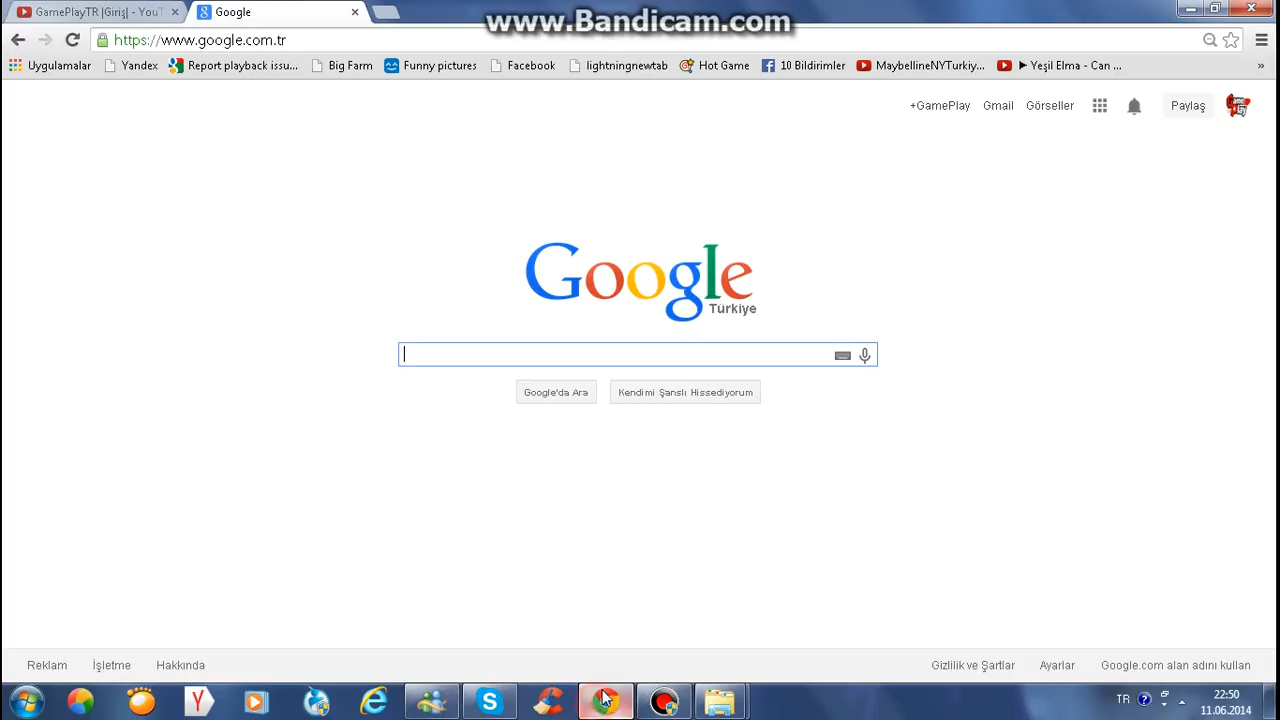 GamePlayTR |Giriş| - YouT
Google
www.Bandicam.com
https://www.google.com.tr
Uygulamalar Yandex Report playback issu... Big Farm Funny pictures Facebook lightningnewtab Hot Game 10 Bildirimler MaybellineNYTurkiy... ▶ Yeşil Elma - Can ... »
+GamePlay Gmail Görseller Paylaş
Google
Türkiye
Google'da Ara Kendimi Şanslı Hissediyorum
Reklam İşletme Hakkında Gizlilik ve Şartlar Ayarlar Google.com alan adını kullan
TR 22:50
11.06.2014